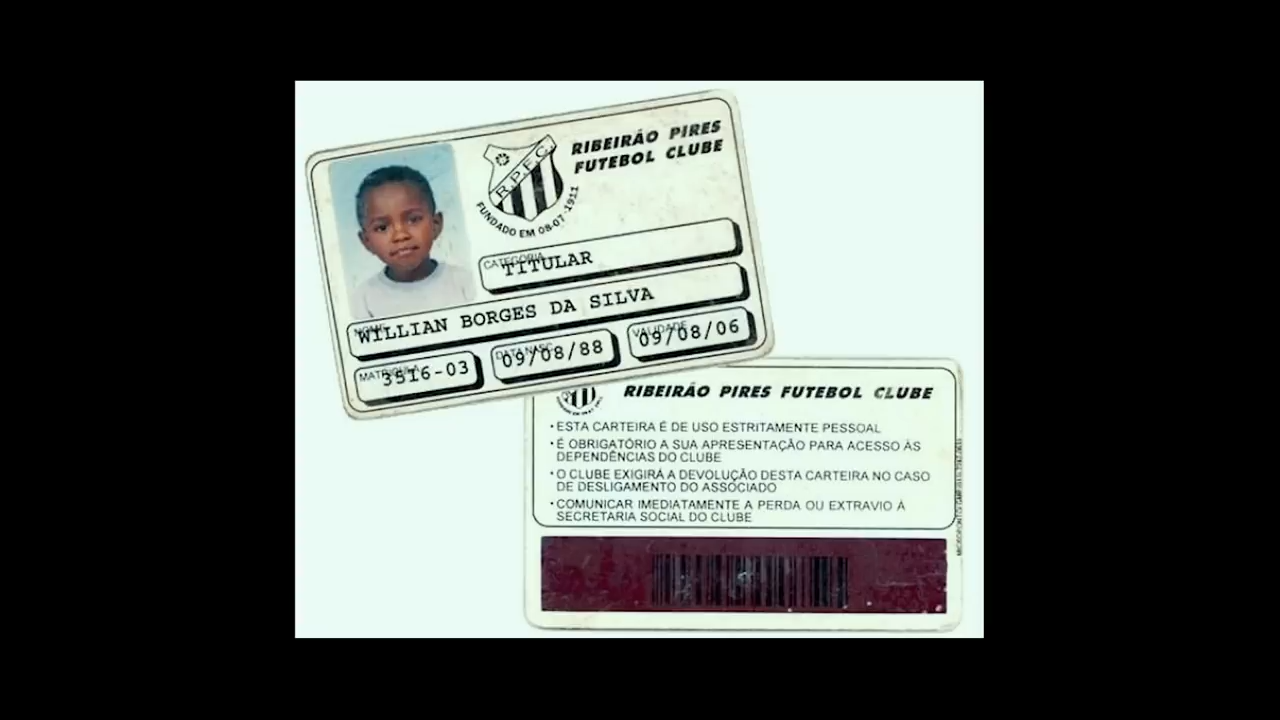 RIBEIRÃO PIRES
FUTEBOL CLUBE
R.P.F.C.
FUNDADO EM 08-07-1911
CATEGORIA
TITULAR
NOME
WILLIAN BORGES DA SILVA
MATRÍCULA
3516-03
DATA NASC.
09/08/88
VALIDADE
09/08/06
RIBEIRÃO PIRES FUTEBOL CLUBE
• ESTA CARTEIRA É DE USO ESTRITAMENTE PESSOAL
• É OBRIGATÓRIO A SUA APRESENTAÇÃO PARA ACESSO ÀS
DEPENDÊNCIAS DO CLUBE
• O CLUBE EXIGIRÁ A DEVOLUÇÃO DESTA CARTEIRA NO CASO
DE DESLIGAMENTO DO ASSOCIADO
• COMUNICAR IMEDIATAMENTE A PERDA OU EXTRAVIO À
SECRETARIA SOCIAL DO CLUBE